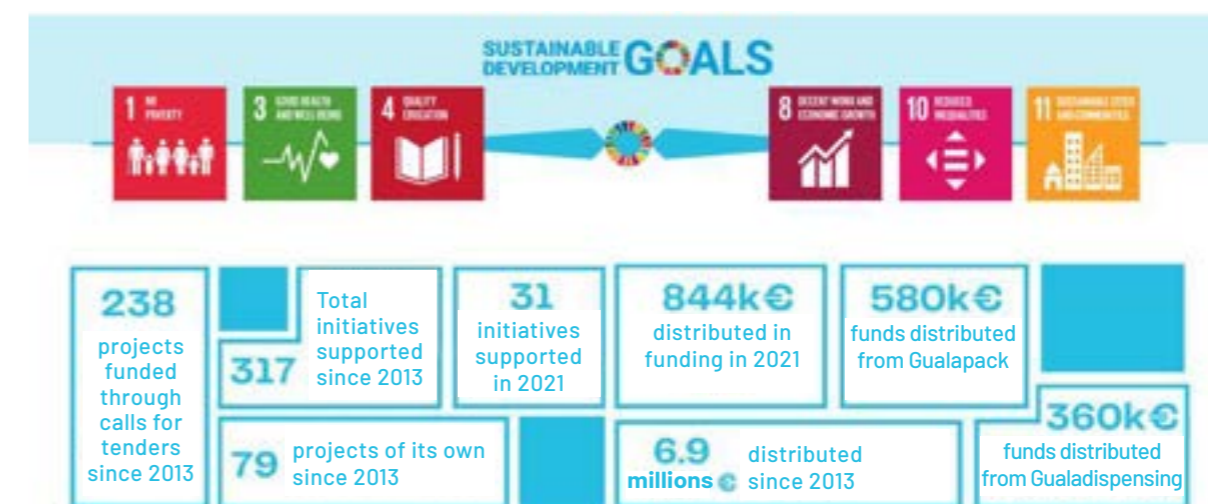 SUSTAINABLE
DEVELOPMENT GOALS
1 NO
POVERTY
3 GOOD HEALTH
AND WELL-BEING
4 QUALITY
EDUCATION
8 DECENT WORK AND
ECONOMIC GROWTH
10 REDUCED
INEQUALITIES
11 SUSTAINABLE CITIES
AND COMMUNITIES
238
projects
funded
through
calls for
tenders
since 2013
317
Total
initiatives
supported
since 2013
31
initiatives
supported
in 2021
844k€
distributed in
funding in 2021
580k€
funds distributed
from Gualapack
79
projects of its own
since 2013
6.9
millions €
distributed
since 2013
360k€
funds distributed
from Gualadispensing